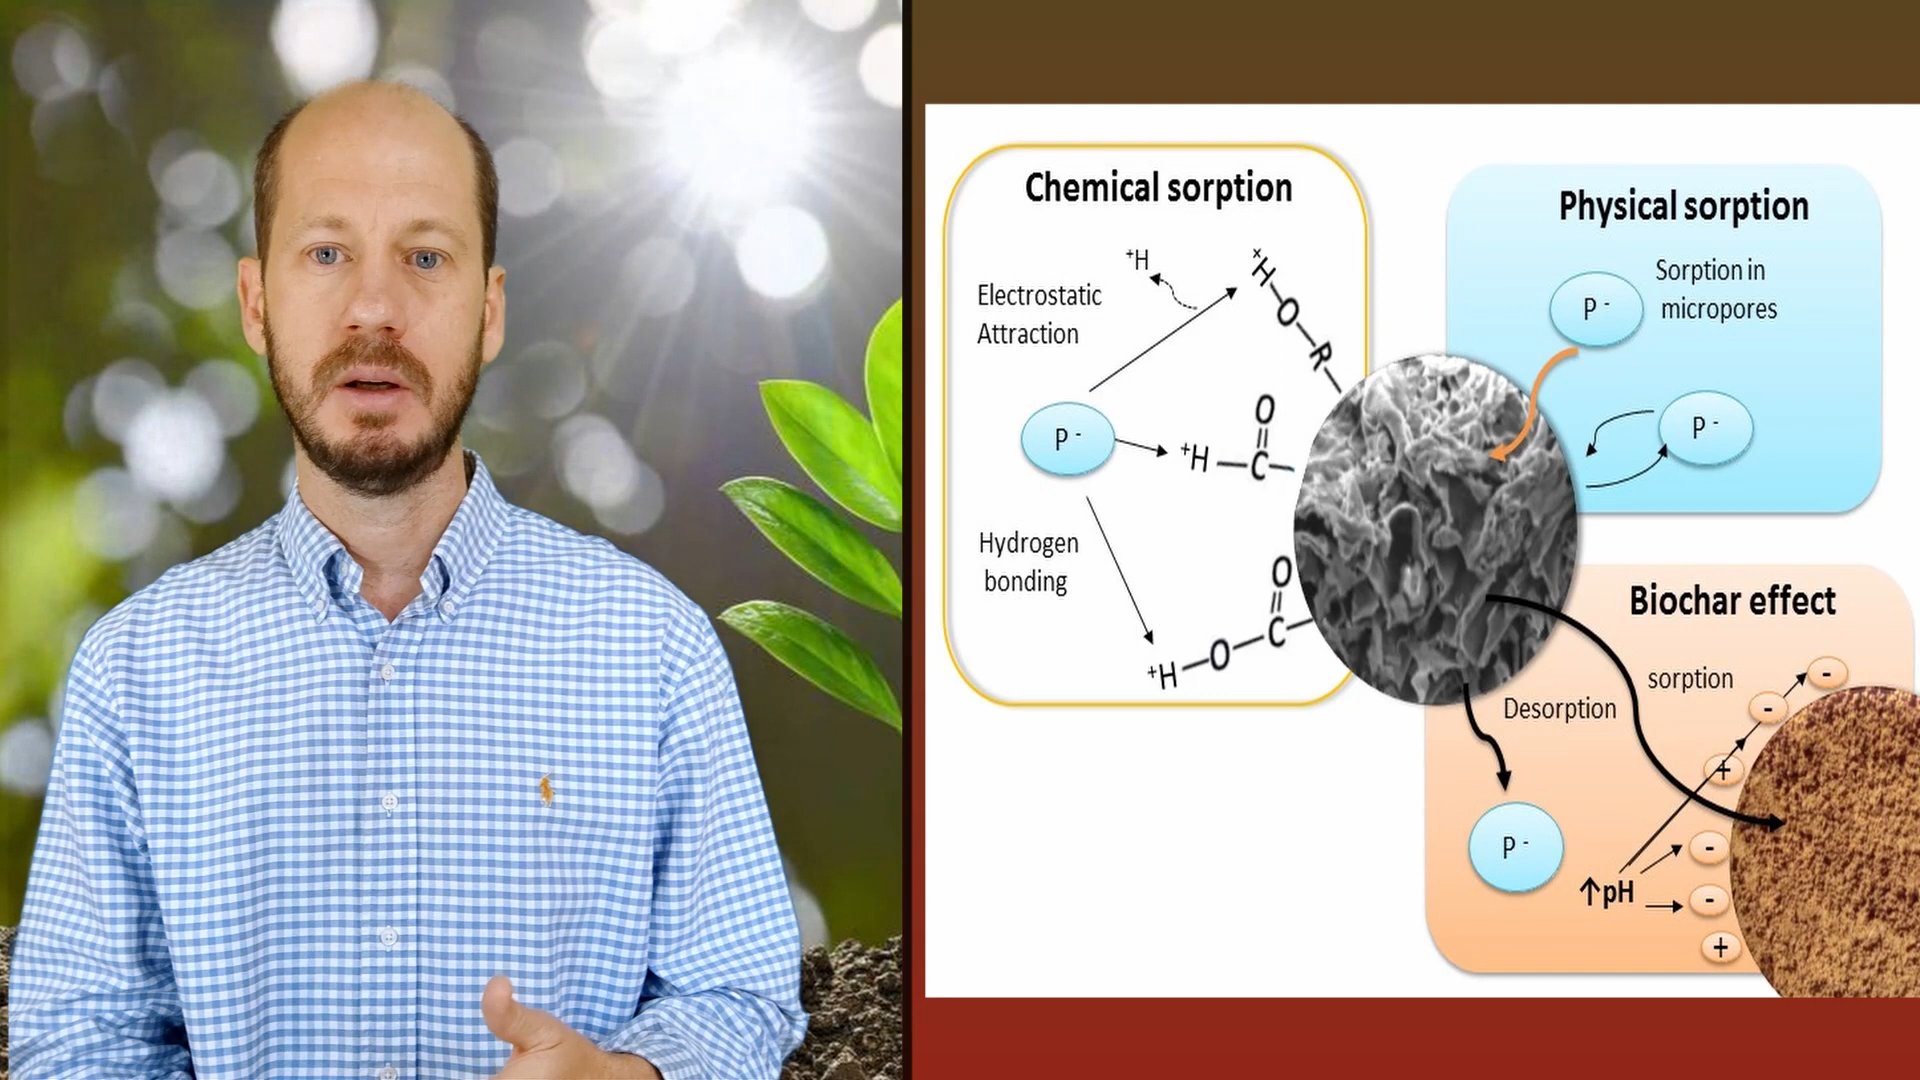 Chemical sorption
⁺H
⁺H
O
R
Electrostatic
Attraction
P -
⁺H
C
O
Hydrogen
bonding
O
⁺H
O
C
Physical sorption
P -
Sorption in
micropores
P -
Biochar effect
sorption
Desorption
-
-
+
P -
↑pH
-
-
+